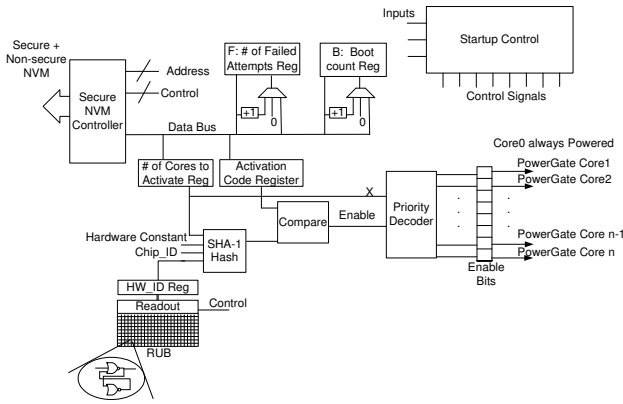 Secure +
Non-secure
NVM
Secure
NVM
Controller
Address
Control
Data Bus
F: # of Failed
Attempts Reg
+1
0
B: Boot
count Reg
+1
0
Inputs
Startup Control
Control Signals
# of Cores to
Activate Reg
Activation
Code Register
X
Compare
Enable
Priority
Decoder
Core0 always Powered
PowerGate Core1
PowerGate Core2
PowerGate Core n-1
PowerGate Core n
Enable
Bits
Hardware Constant
Chip_ID
SHA-1
Hash
HW_ID Reg
Readout
Control
RUB